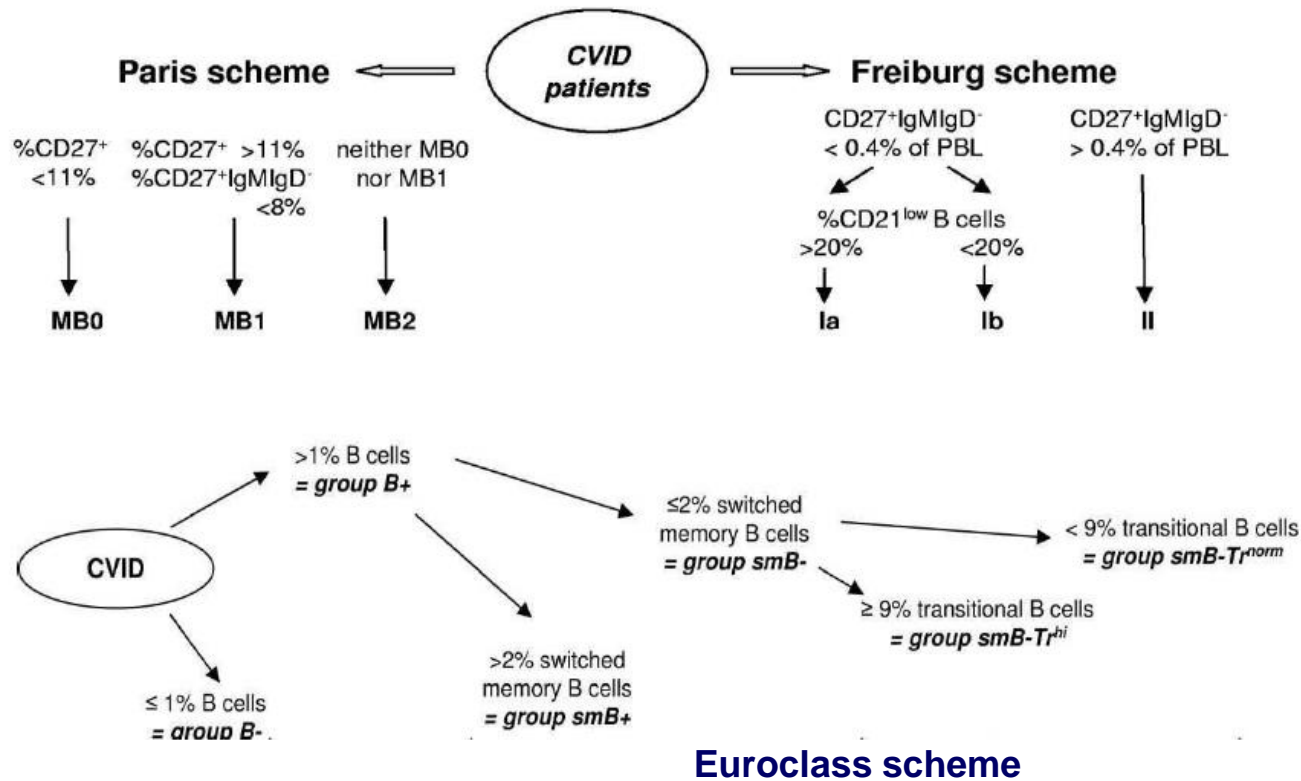 CVID
patients
Paris scheme
Freiburg scheme
%CD27⁺
<11%
%CD27⁺ >11%
%CD27⁺IgMIgD⁻
<8%
neither MB0
nor MB1
MB0
MB1
MB2
CD27⁺IgMIgD⁻
< 0.4% of PBL
CD27⁺IgMIgD⁻
> 0.4% of PBL
%CD21ˡᵒʷ B cells
>20%
<20%
Ia
Ib
II
CVID
>1% B cells
= group B+
≤ 1% B cells
= group B-
≤2% switched
memory B cells
= group smB-
>2% switched
memory B cells
= group smB+
< 9% transitional B cells
= group smB-Trⁿᵒʳᵐ
≥ 9% transitional B cells
= group smB-Trʰⁱ
Euroclass scheme